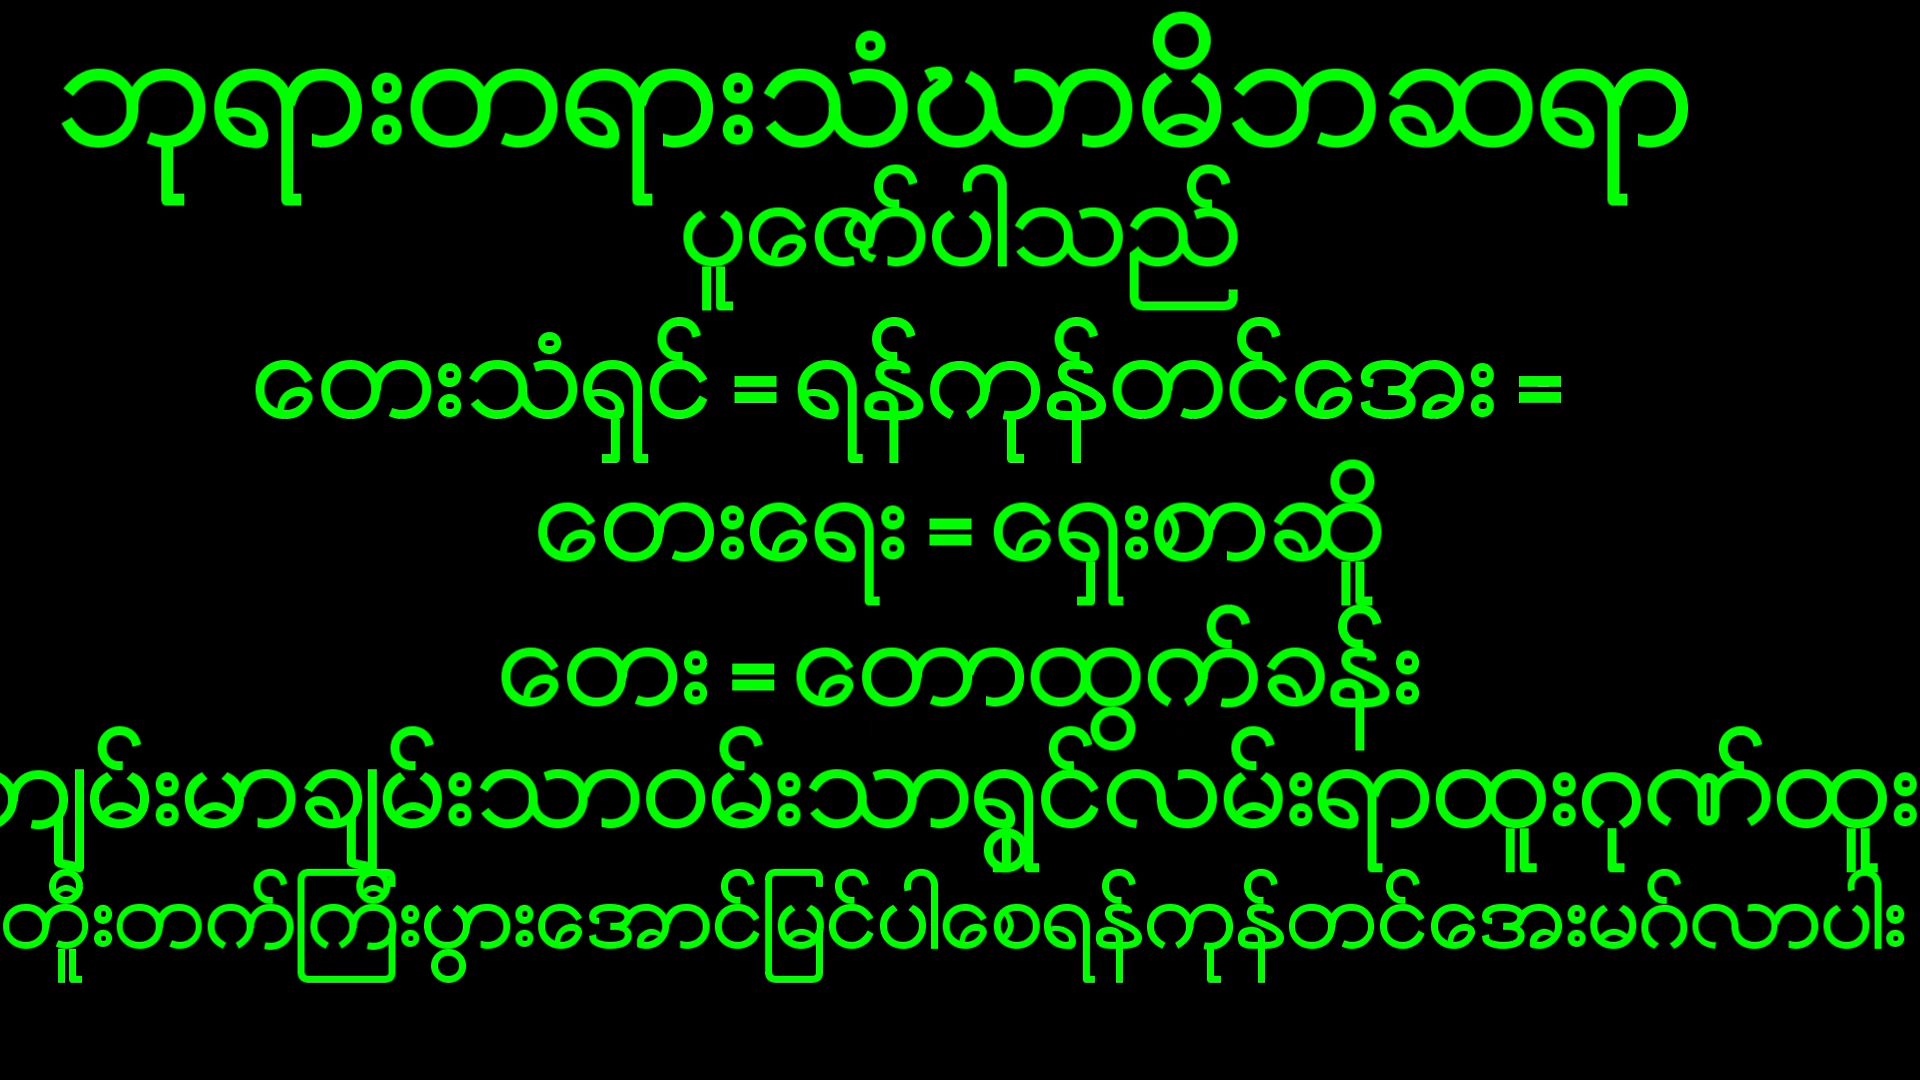 ဘုရားတရားသံဃာမိဘဆရာ
ပူဇော်ပါသည်
တေးသံရှင် = ရန်ကုန်တင်အေး =
တေးရေး = ရှေးစာဆို
တေး = တောထွက်ခန်း
ကျမ်းမာချမ်းသာဝမ်းသာရွှင်လမ်းရာထူးဂုဏ်ထူး
တိုးတက်ကြီးပွားအောင်မြင်ပါစေရန်ကုန်တင်အေးမင်္ဂလာပါး